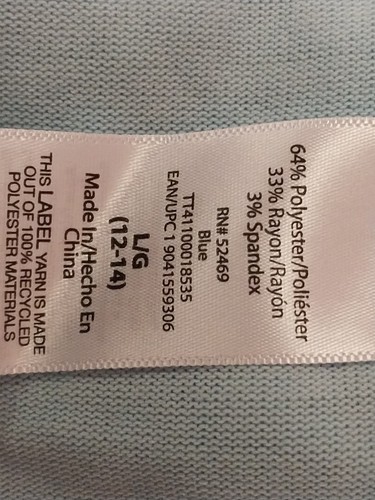 64% Polyester/Poliéster
33% Rayon/Rayón
3% Spandex
RN# 52469
Blue
TT41100018535
EAN/UPC 1 9041559306
L/G
(12-14)
Made In/Hecho En
China
THIS LABEL YARN IS MADE
OUT OF 100% RECYCLED
POLYESTER MATERIALS